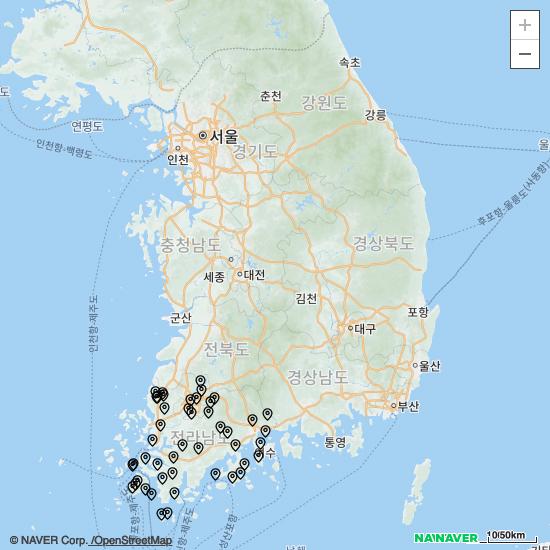 +
−
속초
춘천
강원도
강릉
도
연평도
서울
울
인천
경기도
인천항-백령도
후포항-울릉도(사동항)
충청남도
경상북도
세종
대전
인천항-제주도
김천
군산
포항
대구
전북도
울산
경상남도
부산
전라남도
통영
수
© NAVER Corp. /OpenStreetMap
NAVER
10/50km